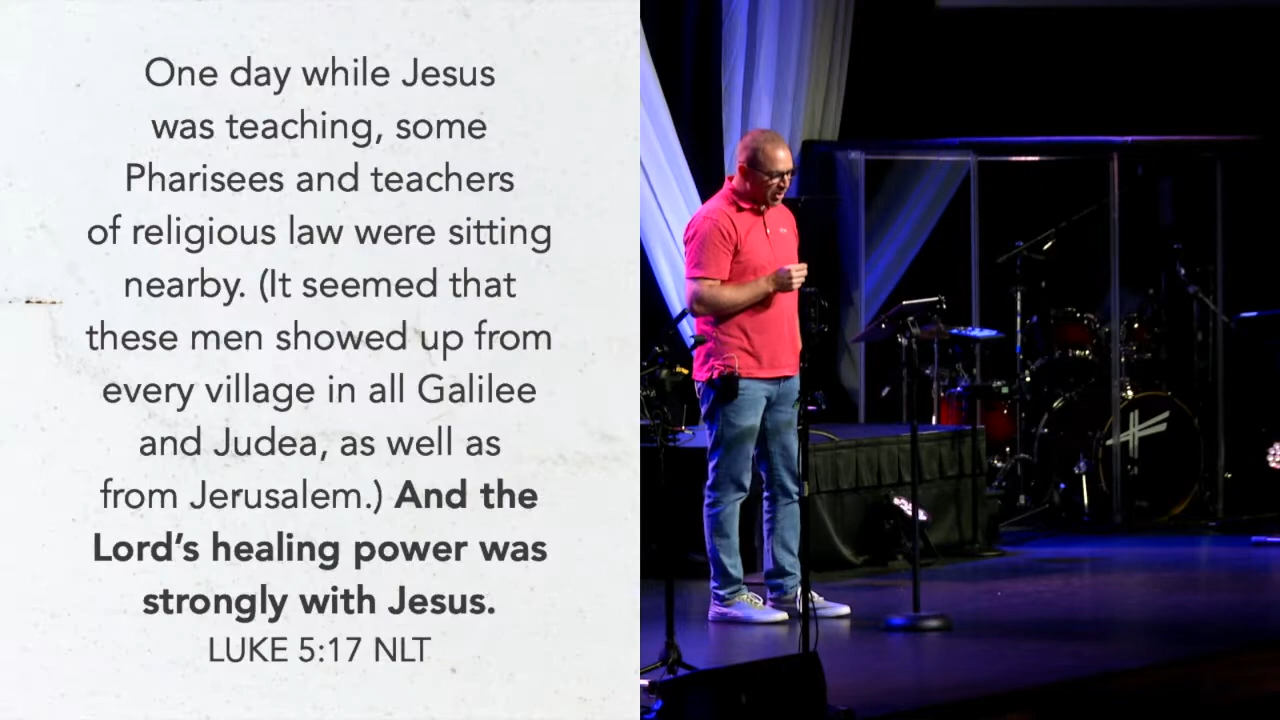 One day while Jesus
was teaching, some
Pharisees and teachers
of religious law were sitting
nearby. (It seemed that
these men showed up from
every village in all Galilee
and Judea, as well as
from Jerusalem.) And the
Lord’s healing power was
strongly with Jesus.
LUKE 5:17 NLT